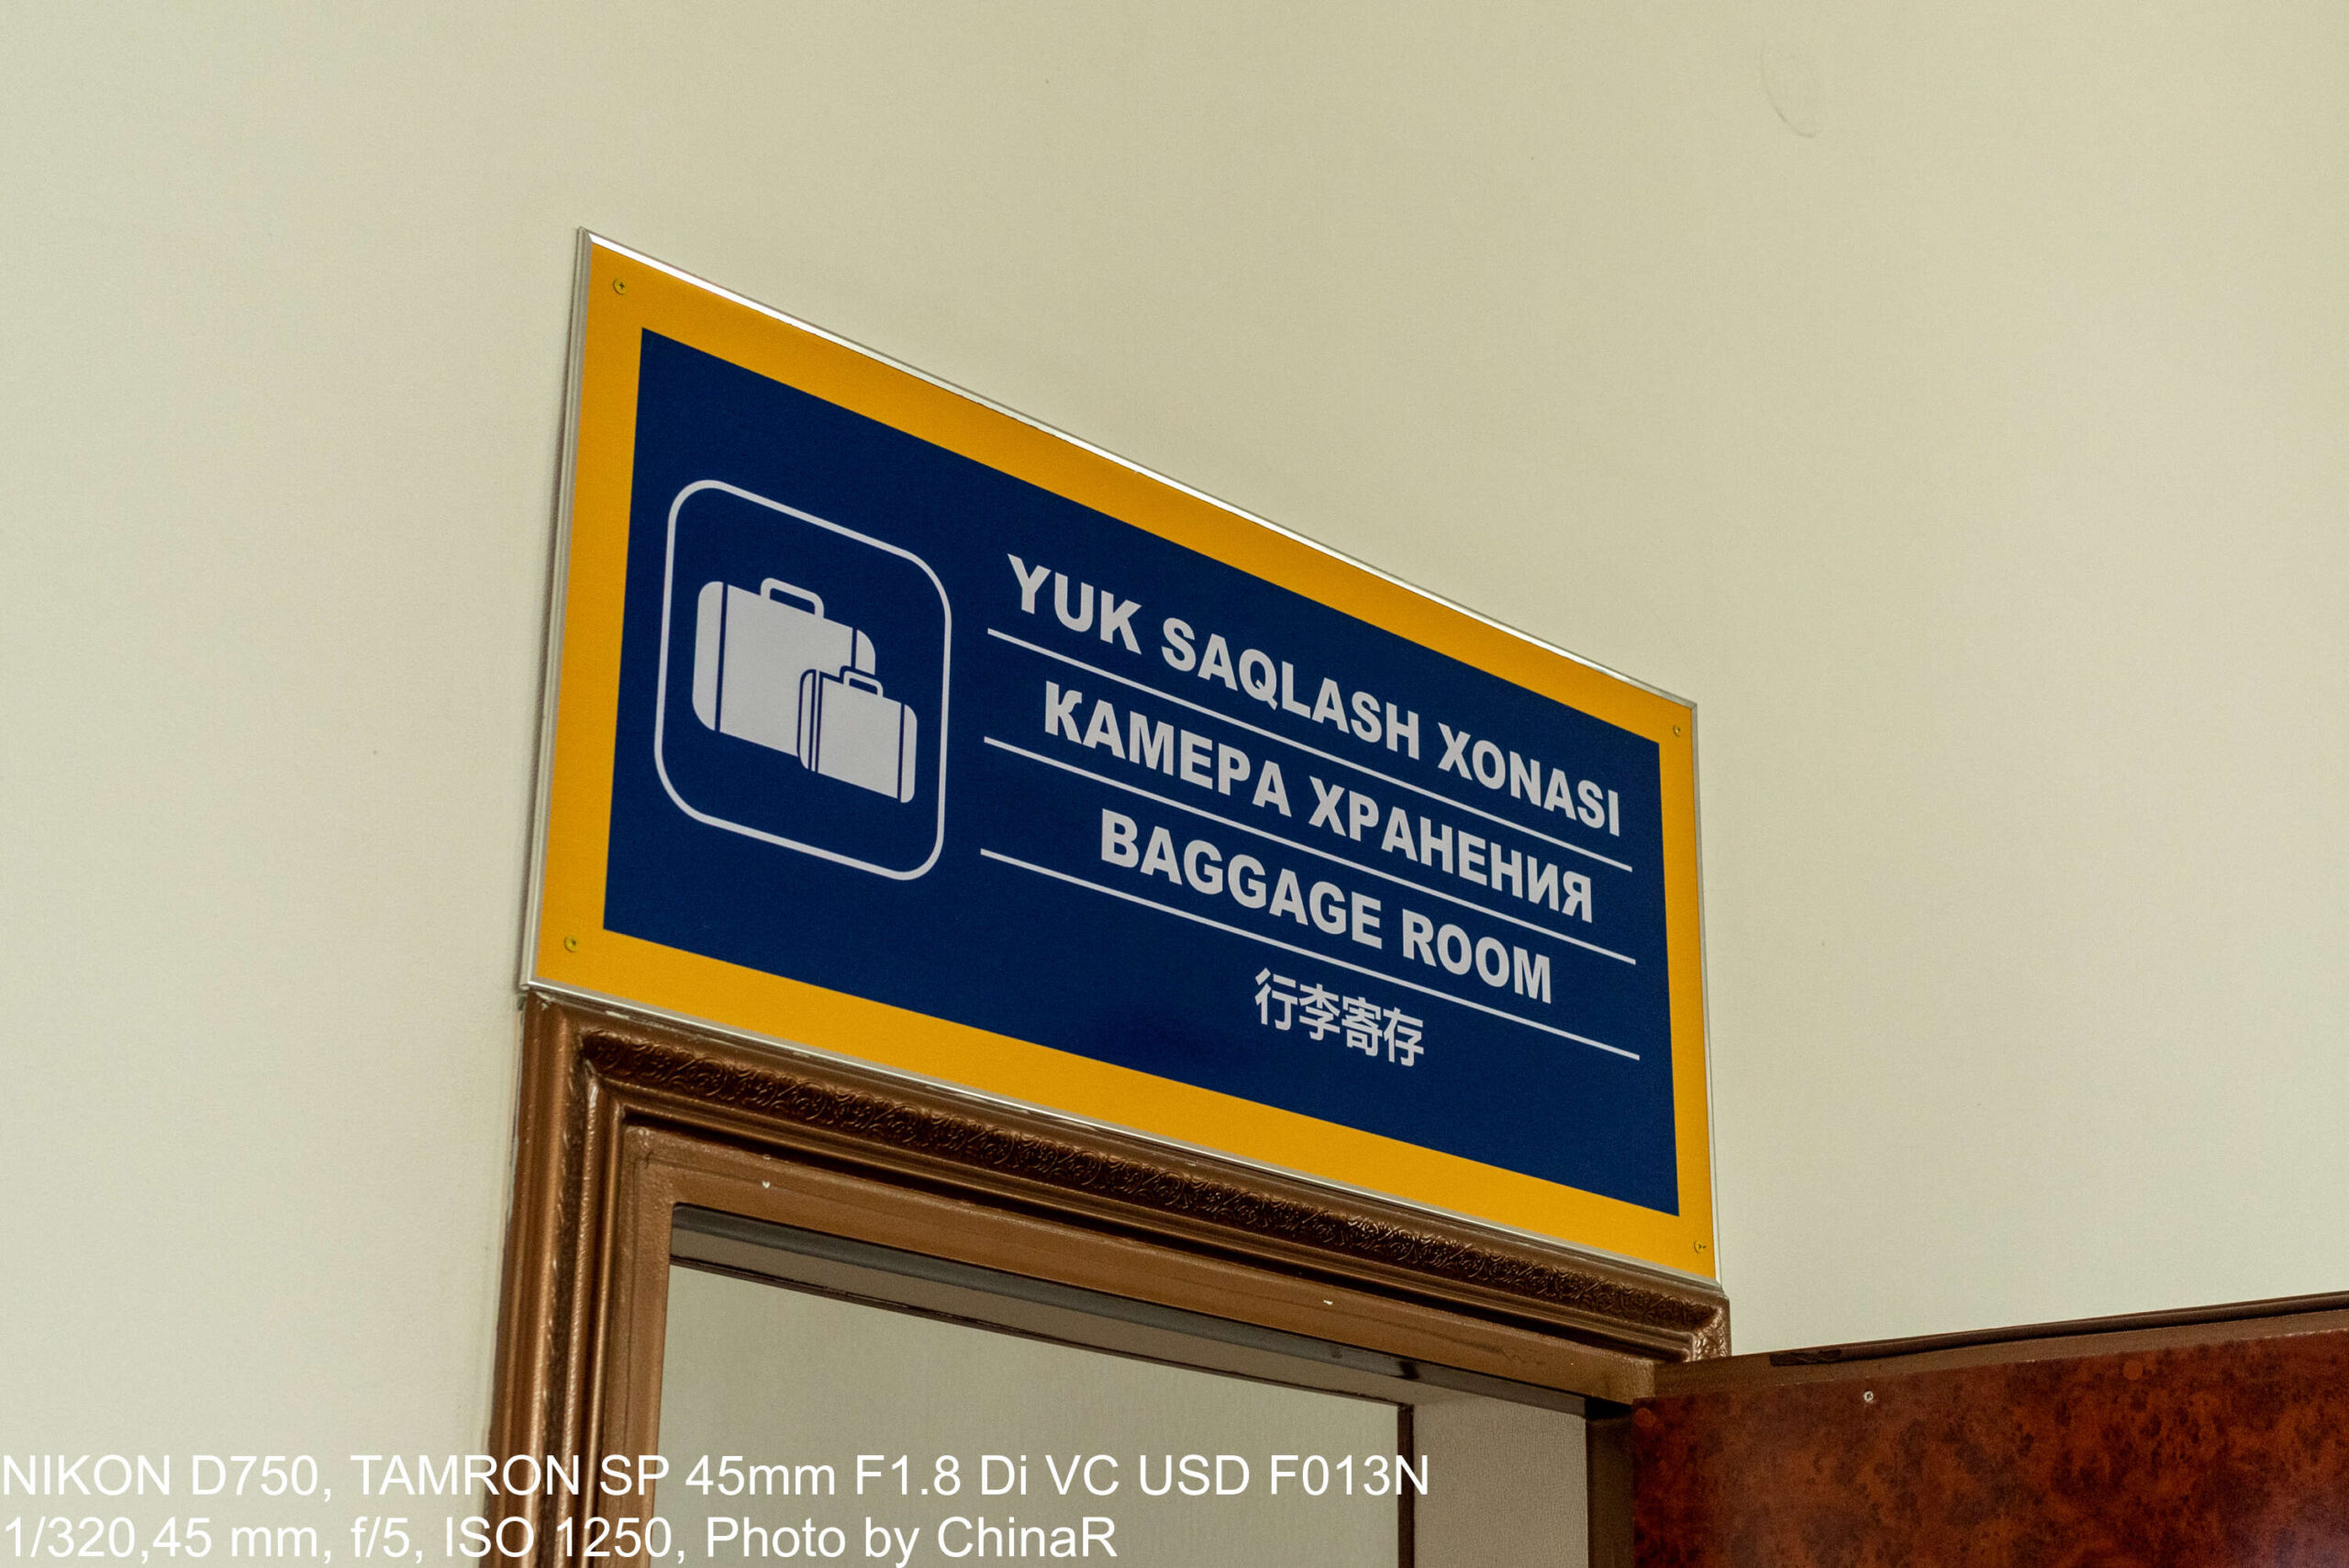 YUK SAQLASH XONASI
КАМЕРА ХРАНЕНИЯ
BAGGAGE ROOM
行李寄存
NIKON D750, TAMRON SP 45mm F1.8 Di VC USD F013N
1/320,45 mm, f/5, ISO 1250, Photo by ChinaR